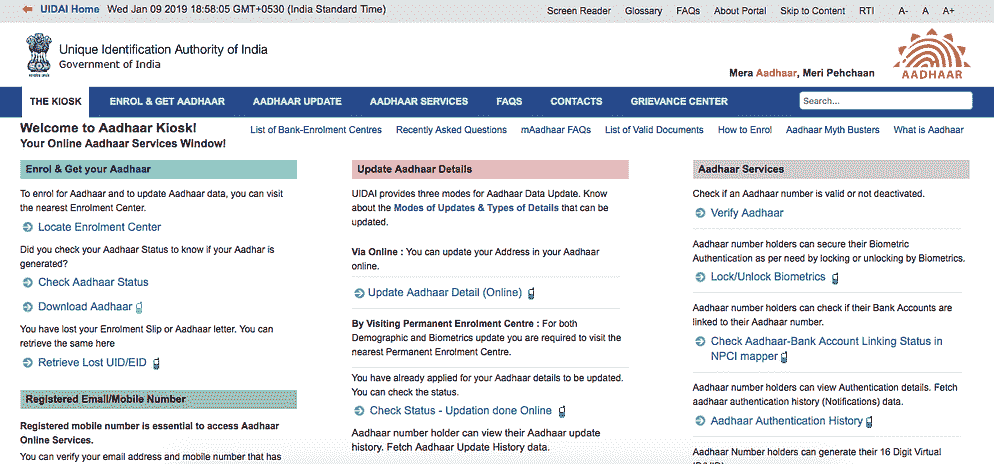 UIDAI Home Wed Jan 09 2019 18:58:05 GMT+0530 (India Standard Time) Screen Reader Glossary FAQs About Portal Skip to Content RTI A- A A+
Unique Identification Authority of India
Government of India
Mera Aadhaar, Meri Pehchaan
AADHAAR
THE KIOSK ENROL & GET AADHAAR AADHAAR UPDATE AADHAAR SERVICES FAQS CONTACTS GRIEVANCE CENTER Search...
Welcome to Aadhaar Kiosk!
Your Online Aadhaar Services Window!
List of Bank-Enrolment Centres Recently Asked Questions mAadhaar FAQs List of Valid Documents How to Enrol Aadhaar Myth Busters What is Aadhaar
Enrol & Get your Aadhaar
To enrol for Aadhaar and to update Aadhaar data, you can visit
the nearest Enrolment Center.
Locate Enrolment Center
Did you check your Aadhaar Status to know if your Aadhar is
generated?
Check Aadhaar Status
Download Aadhaar
You have lost your Enrolment Slip or Aadhaar letter. You can
retrieve the same here
Retrieve Lost UID/EID
Registered Email/Mobile Number
Registered mobile number is essential to access Aadhaar
Online Services.
You can verify your email address and mobile number that has
Update Aadhaar Details
UIDAI provides three modes for Aadhaar Data Update. Know
about the Modes of Updates & Types of Details that can be
updated.
Via Online : You can update your Address in your Aadhaar
online.
Update Aadhaar Detail (Online)
By Visiting Permanent Enrolment Centre : For both
Demographic and Biometrics update you are required to visit the
nearest Permanent Enrolment Centre.
You have already applied for your Aadhaar details to be updated.
You can check the status.
Check Status - Updation done Online
Aadhaar number holder can view their Aadhaar update
history. Fetch Aadhaar Update History data.
Aadhaar Services
Check if an Aadhaar number is valid or not deactivated.
Verify Aadhaar
Aadhaar number holders can secure their Biometric
Authentication as per need by locking or unlocking by Biometrics.
Lock/Unlock Biometrics
Aadhaar number holders can check if their Bank Accounts are
linked to their Aadhaar number.
Check Aadhaar-Bank Account Linking Status in
NPCI mapper
Aadhaar number holders can view Authentication details. Fetch
aadhaar authentication history (Notifications) data.
Aadhaar Authentication History
Aadhaar Number holders can generate their 16 Digit Virtual